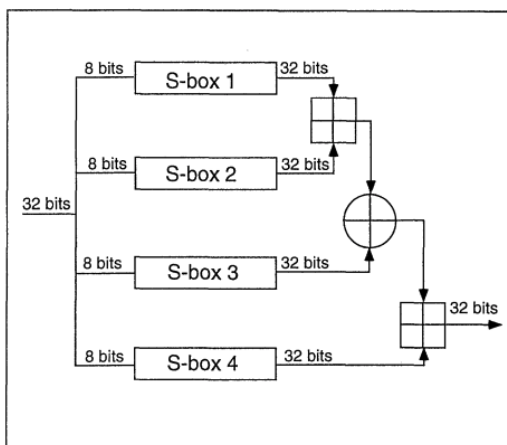 8 bits S-box 1 32 bits
8 bits S-box 2 32 bits
32 bits
8 bits S-box 3 32 bits
32 bits
8 bits S-box 4 32 bits